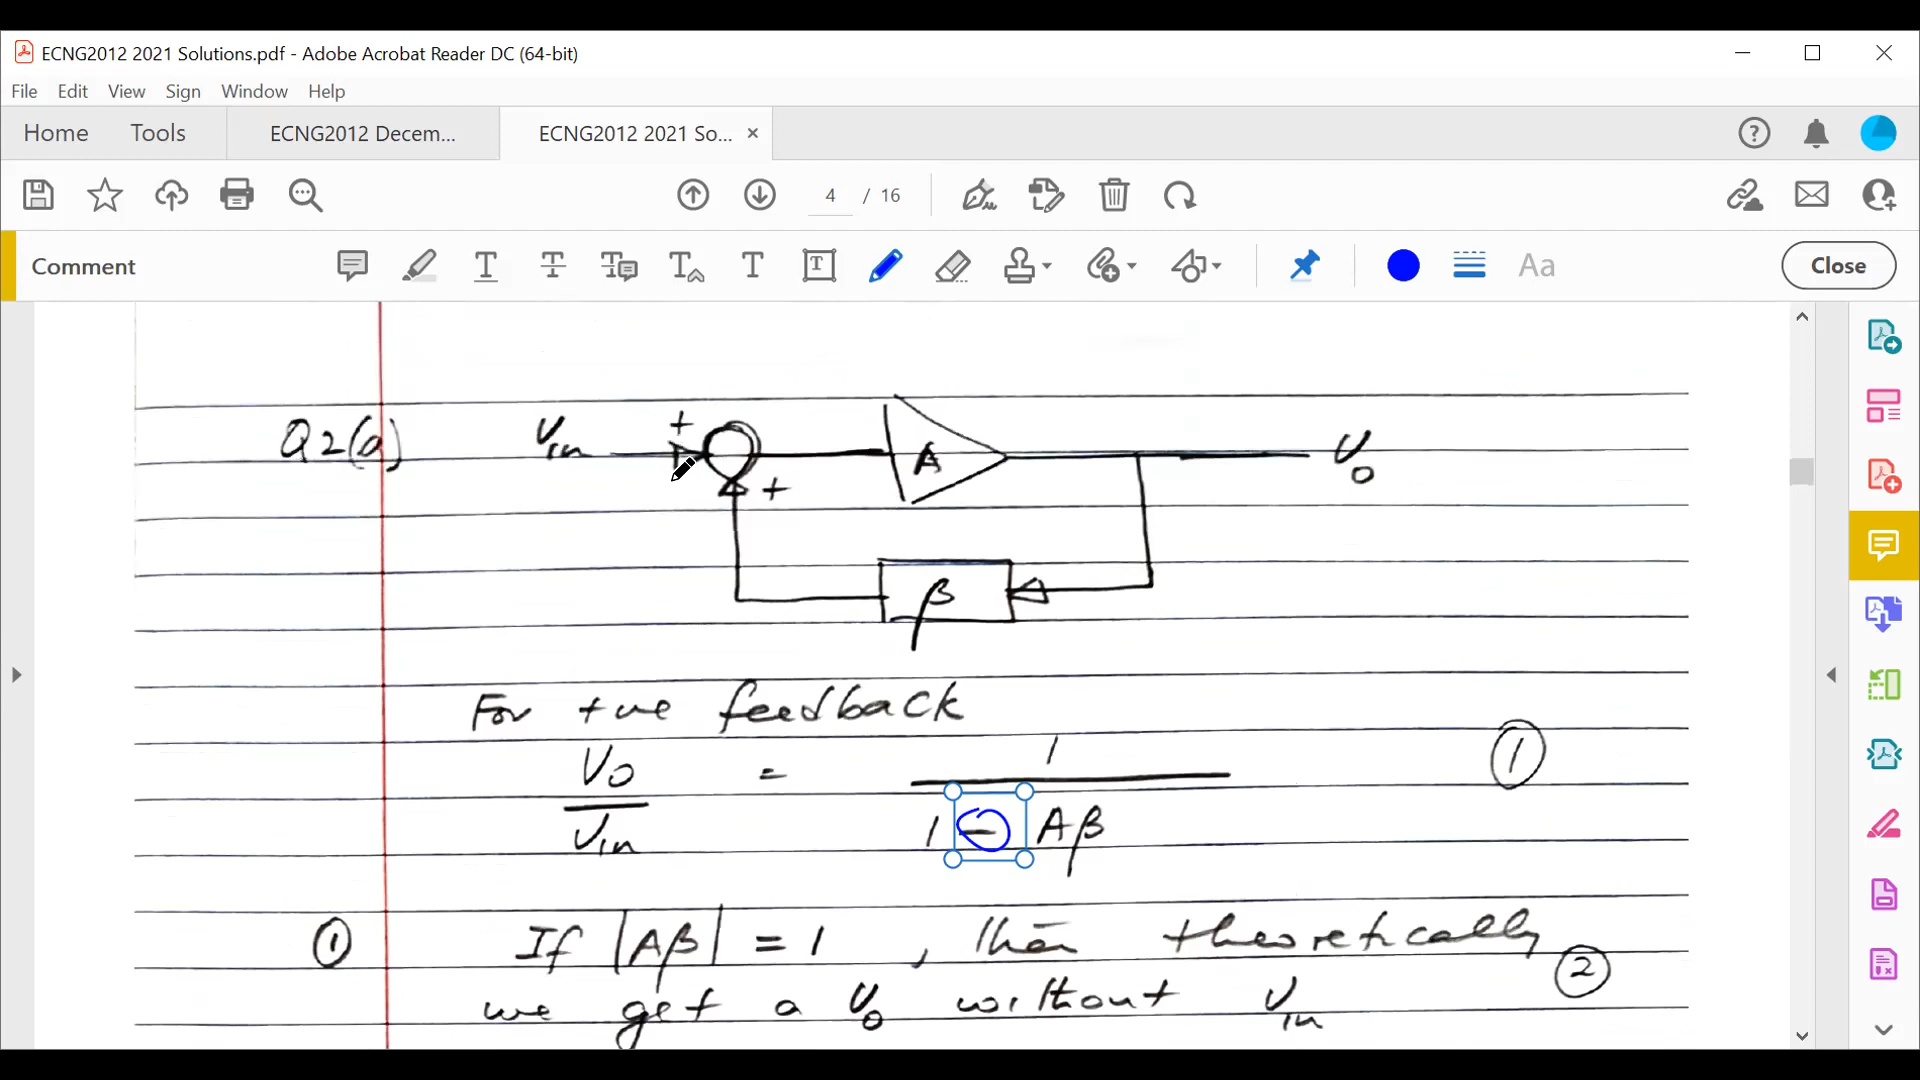 ECNG2012 2021 Solutions.pdf - Adobe Acrobat Reader DC (64-bit)
File Edit View Sign Window Help
Home Tools ECNG2012 Decem... ECNG2012 2021 So... ×
4 / 16
Comment Aa Close
Q2(a) Vin + A Vo
+
β
For +ve feedback
Vo = 1 ①
Vin 1 - Aβ
① If |Aβ| = 1, then theoretically ②
we get a Vo without Vin